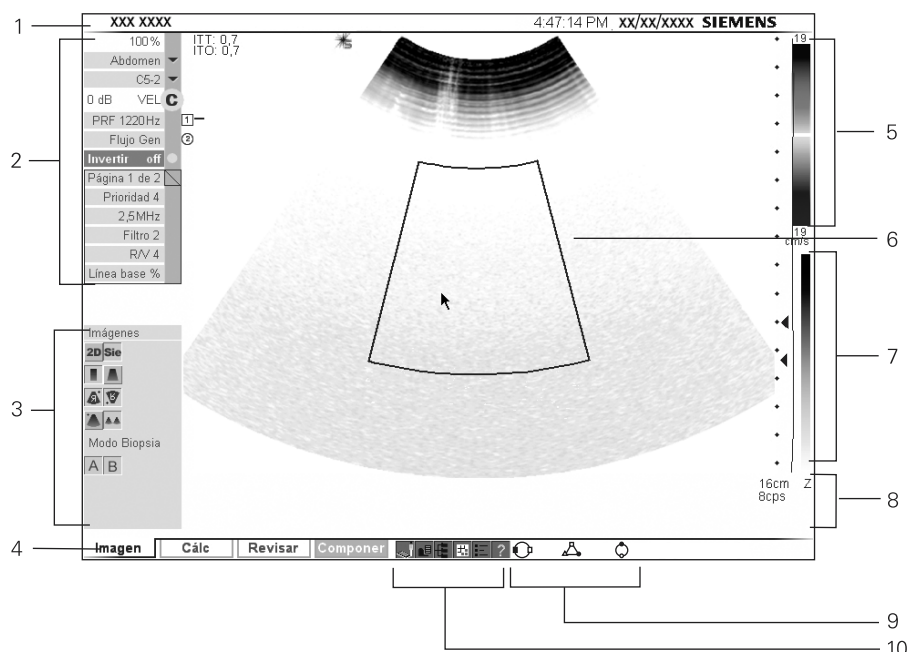 XXX XXXX
4:47:14 PM XX/XX/XXXX SIEMENS
1
2
3
4
100%
Abdomen
C5-2
0 dB VEL C
PRF 1220Hz
Flujo Gen
Invertir off
Página 1 de 2
Prioridad 4
2,5MHz
Filtro 2
R/V 4
Línea base %
ITT: 0,7
ITO: 0,7
S
1
2
Imágenes
2D Sie
Modo Biopsia
A B
19
19
cm/s
16cm Z
8cps
5
6
7
8
Imagen Cálc Revisar Componer ?
9
10